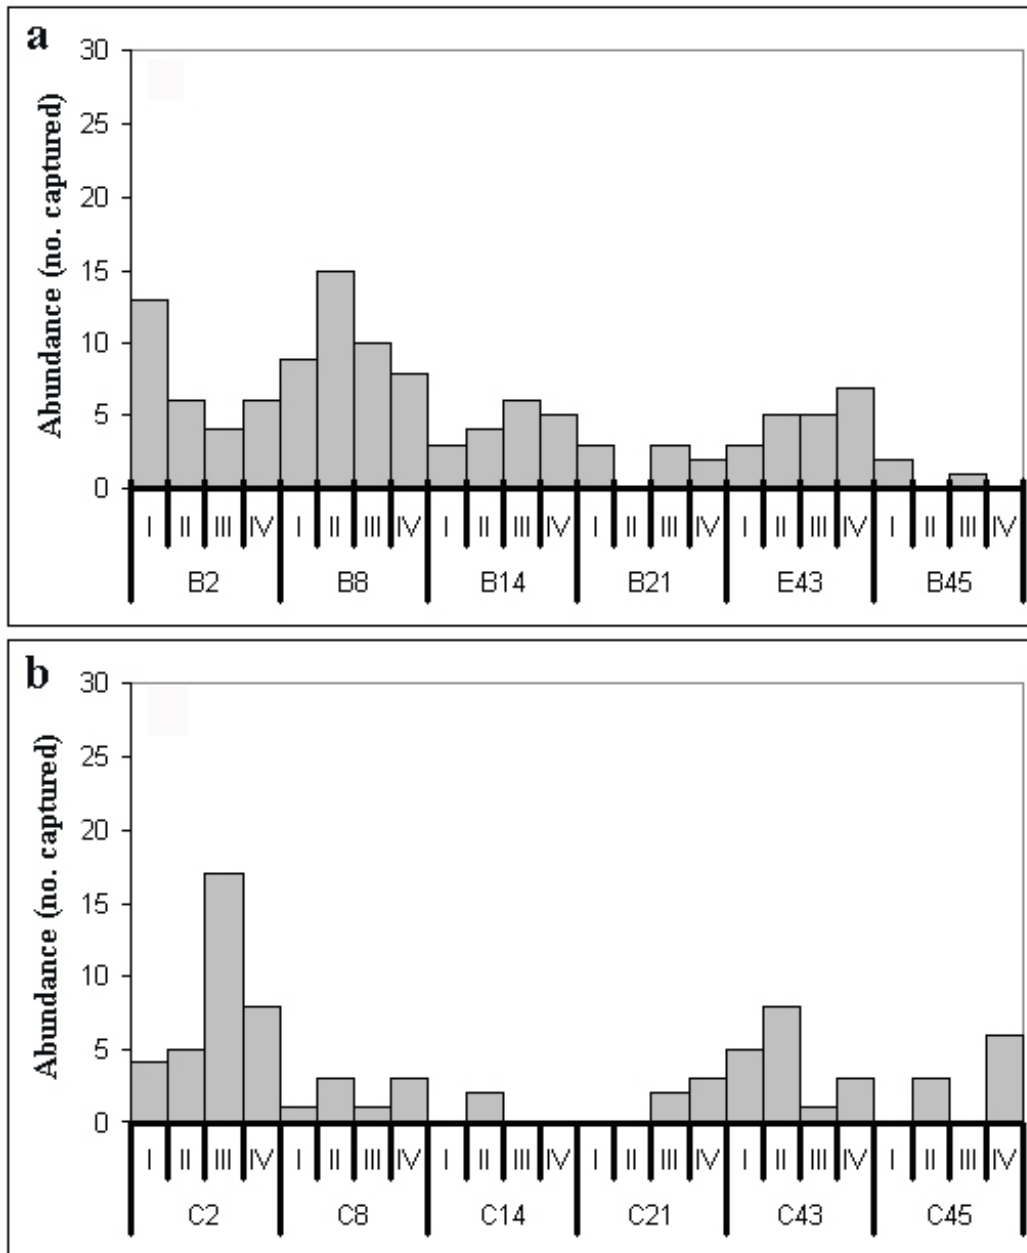 a
Abundance (no. captured)
30
25
20
15
10
5
0
I II III IV I II III IV I II III IV I II III IV I II III IV I II III IV
B2 B8 B14 B21 E43 B45
b
Abundance (no. captured)
30
25
20
15
10
5
0
I II III IV I II III IV I II III IV I II III IV I II III IV I II III IV
C2 C8 C14 C21 C43 C45